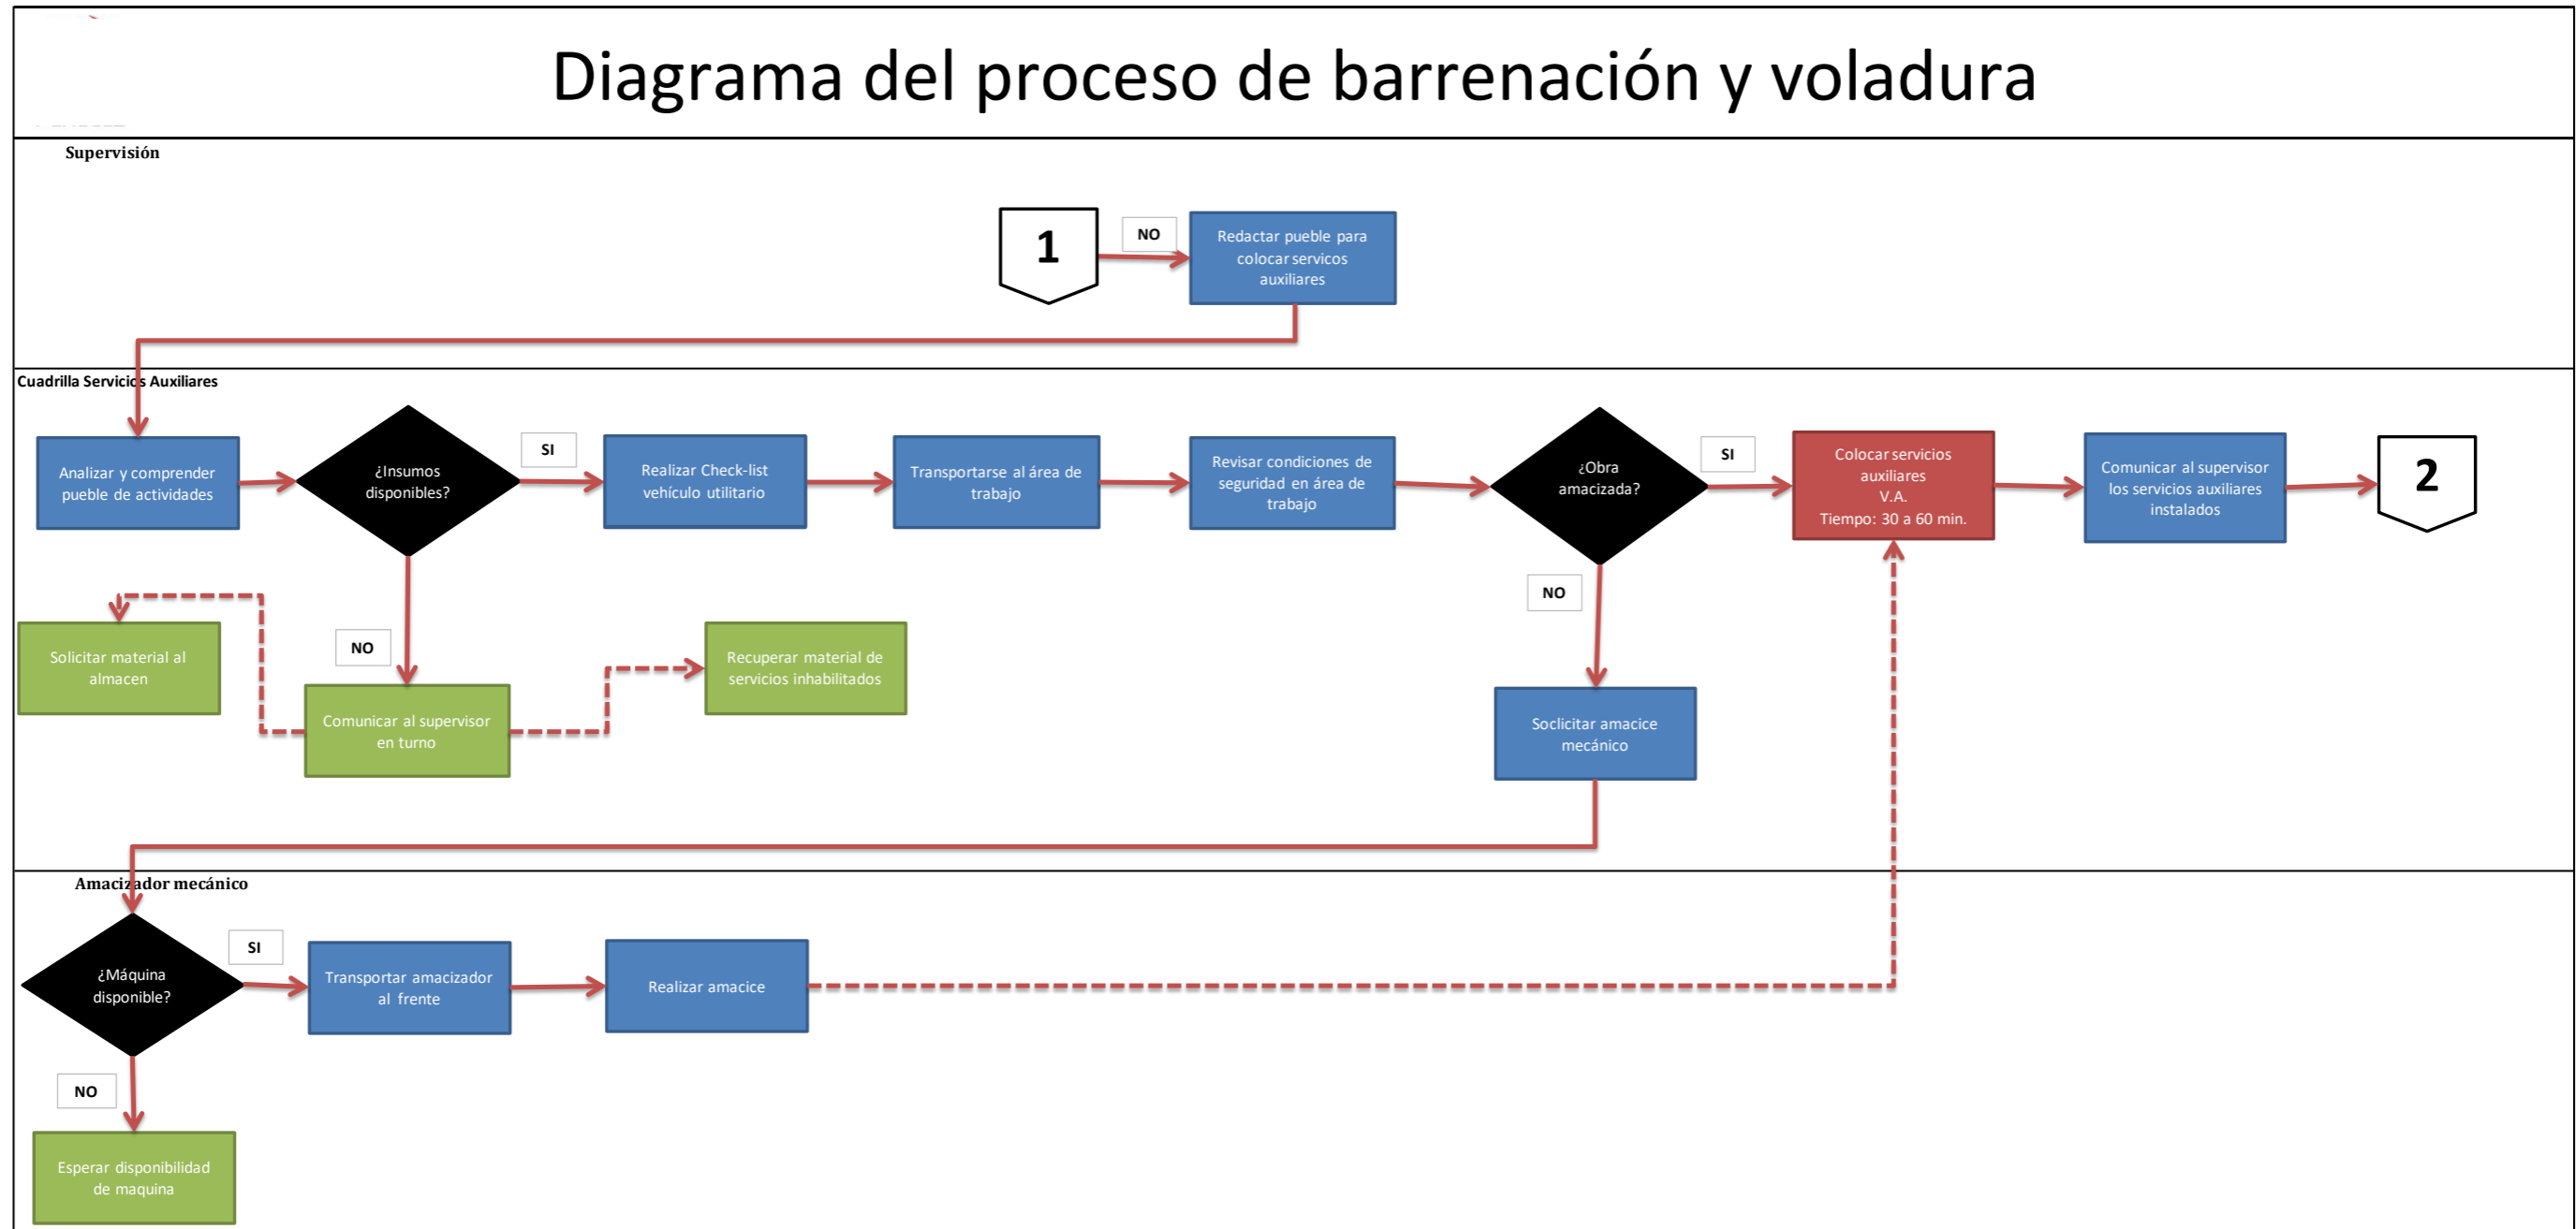 Diagrama del proceso de barrenación y voladura
Supervisión
1
NO
Redactar pueble para
colocar servicos
auxiliares
Cuadrilla Servicios Auxiliares
Analizar y comprender
pueble de actividades
¿Insumos
disponibles?
SI
Realizar Check-list
vehículo utilitario
Transportarse al área de
trabajo
Revisar condiciones de
seguridad en área de
trabajo
¿Obra
amacizada?
SI
Colocar servicios
auxiliares
V.A.
Tiempo: 30 a 60 min.
Comunicar al supervisor
los servicios auxiliares
instalados
2
NO
NO
Solicitar material al
almacen
Comunicar al supervisor
en turno
Recuperar material de
servicios inhabilitados
Soclicitar amacice
mecánico
Amacizador mecánico
¿Máquina
disponible?
SI
Transportar amacizador
al frente
Realizar amacice
NO
Esperar disponibilidad
de maquina